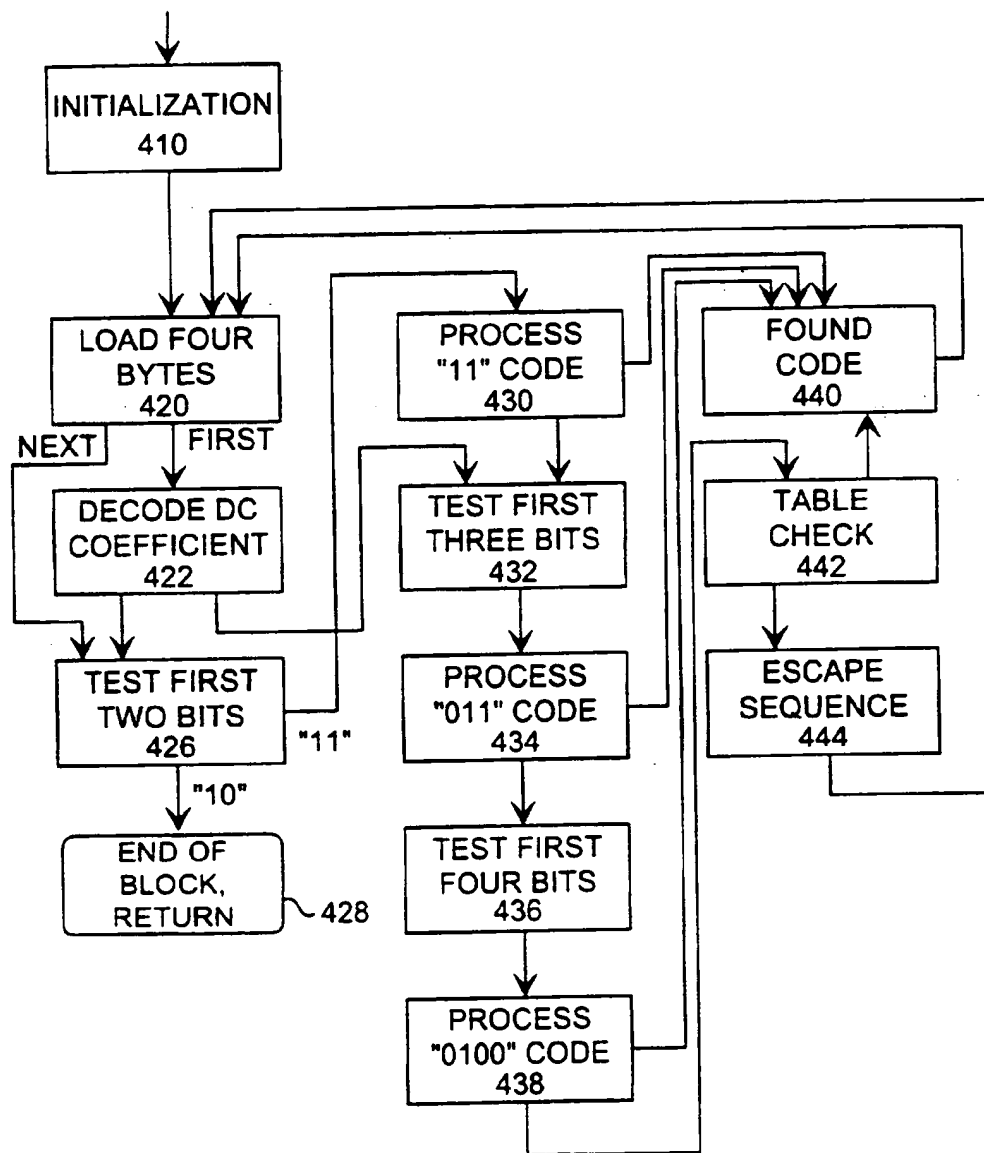 INITIALIZATION
410
LOAD FOUR
BYTES
420
NEXT
FIRST
DECODE DC
COEFFICIENT
422
TEST FIRST
TWO BITS
426
"11"
"10"
END OF
BLOCK,
RETURN
428
PROCESS
"11" CODE
430
TEST FIRST
THREE BITS
432
PROCESS
"011" CODE
434
TEST FIRST
FOUR BITS
436
PROCESS
"0100" CODE
438
FOUND
CODE
440
TABLE
CHECK
442
ESCAPE
SEQUENCE
444